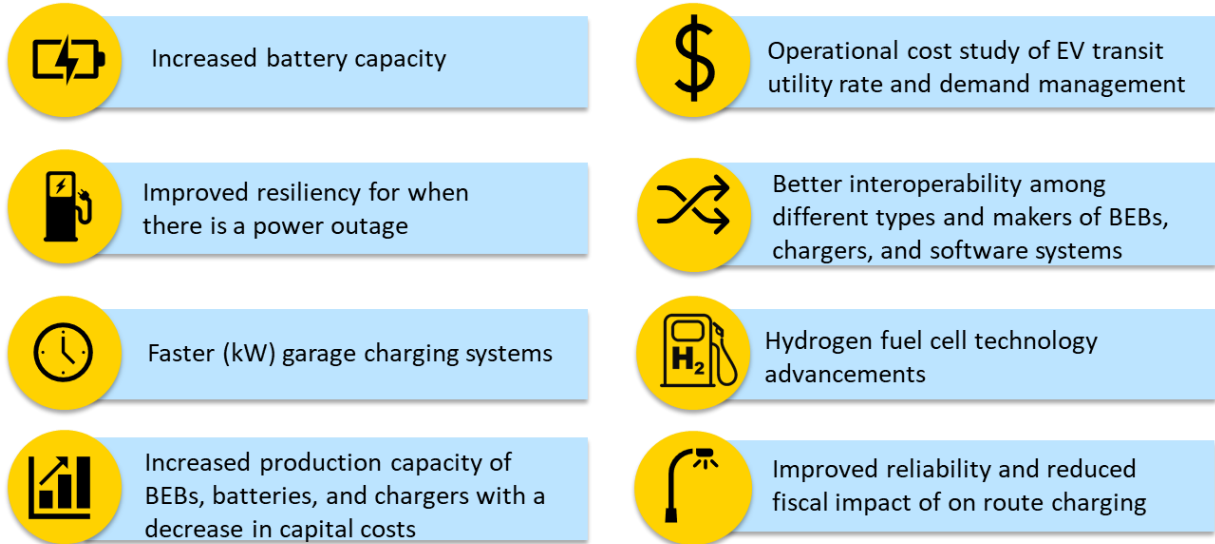 Increased battery capacity
Improved resiliency for when
there is a power outage
Faster (kW) garage charging systems
Increased production capacity of
BEBs, batteries, and chargers with a
decrease in capital costs
Operational cost study of EV transit
utility rate and demand management
Better interoperability among
different types and makers of BEBs,
chargers, and software systems
H₂
Hydrogen fuel cell technology
advancements
Improved reliability and reduced
fiscal impact of on route charging